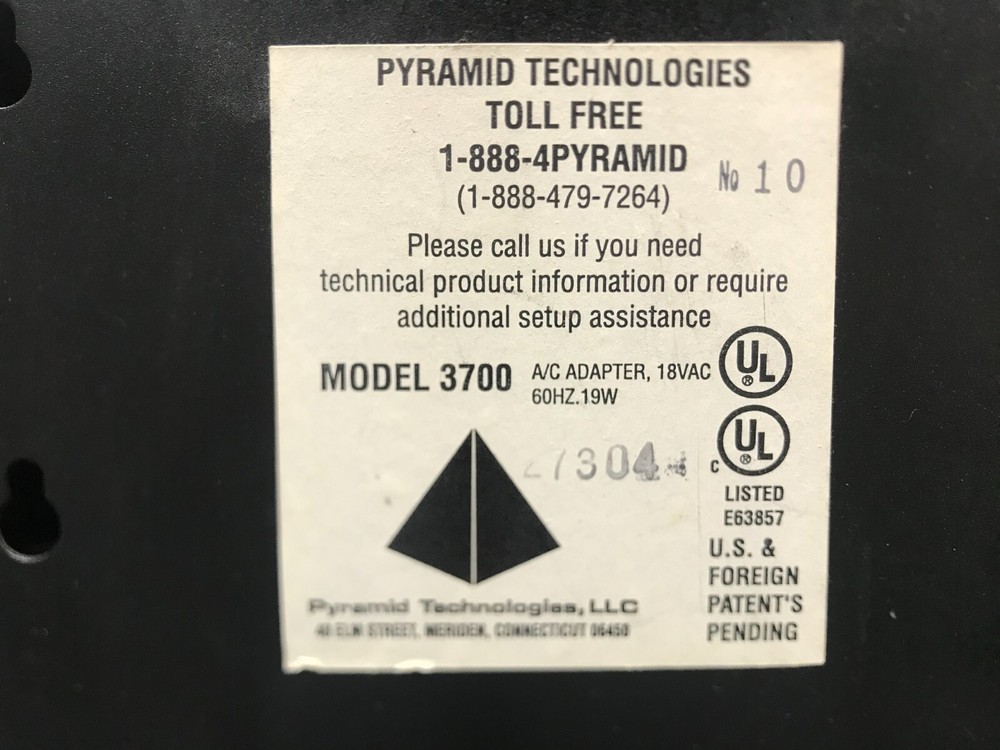 PYRAMID TECHNOLOGIES
TOLL FREE
1-888-4PYRAMID
(1-888-479-7264)
No 10
Please call us if you need
technical product information or require
additional setup assistance
MODEL 3700
A/C ADAPTER, 18VAC
60HZ.19W
UL
®
7304
C
UL
®
LISTED
E63857
U.S. &
FOREIGN
PATENT'S
PENDING
Pyramid Technologies, LLC
ELM STREET, MERIDEN, CONNECTICUT 06450